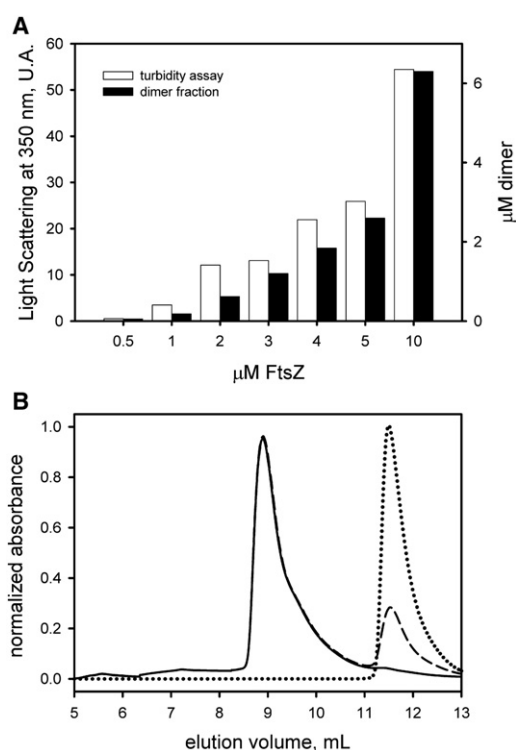 A
Light Scattering at 350 nm, U.A.
60
50
40
30
20
10
0
turbidity assay
dimer fraction
6
4
2
0
μM dimer
0.5 1 2 3 4 5 10
μM FtsZ
B
normalized absorbance
1.0
0.8
0.6
0.4
0.2
0.0
5 6 7 8 9 10 11 12 13
elution volume, mL